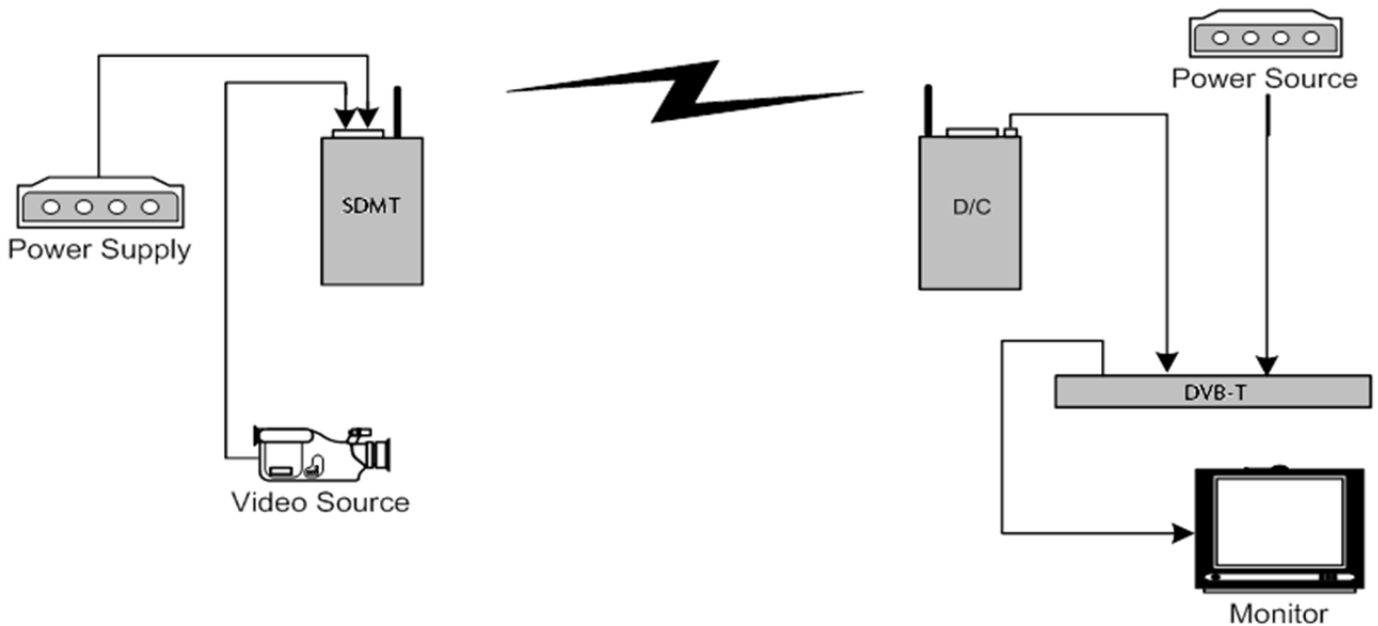 Power Source
SDMT
D/C
Power Supply
DVB-T
Video Source
Monitor